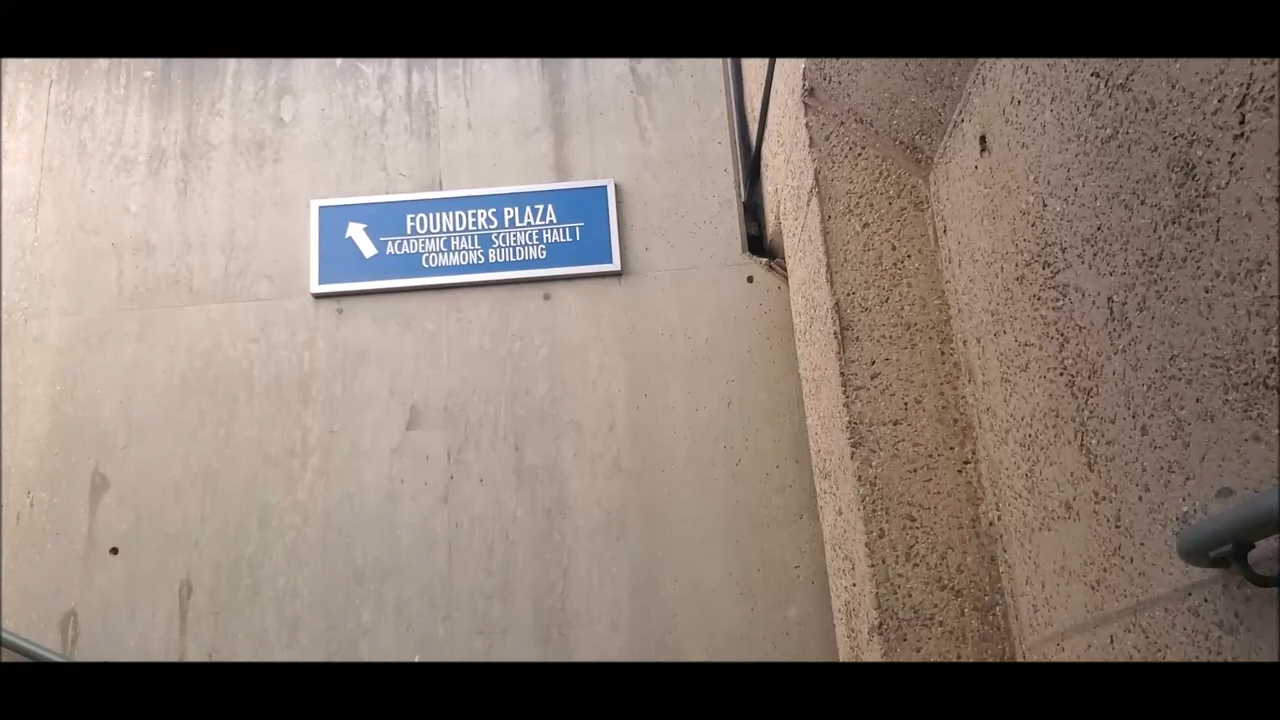 FOUNDERS PLAZA
ACADEMIC HALL SCIENCE HALL I
COMMONS BUILDING